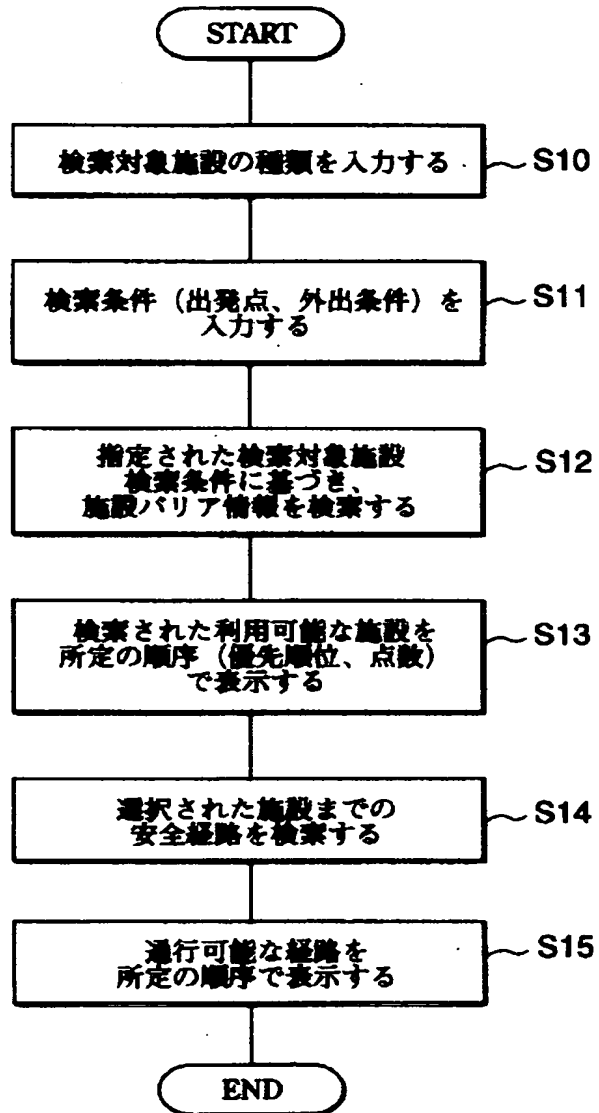 START
検索対象施設の種類を入力する
S10
検索条件（出発点、外出条件）を
入力する
S11
指定された検索対象施設
検索条件に基づき、
施設バリア情報を検索する
S12
検索された利用可能な施設を
所定の順序（優先順位、点数）
で表示する
S13
選択された施設までの
安全経路を検索する
S14
通行可能な経路を
所定の順序で表示する
S15
END